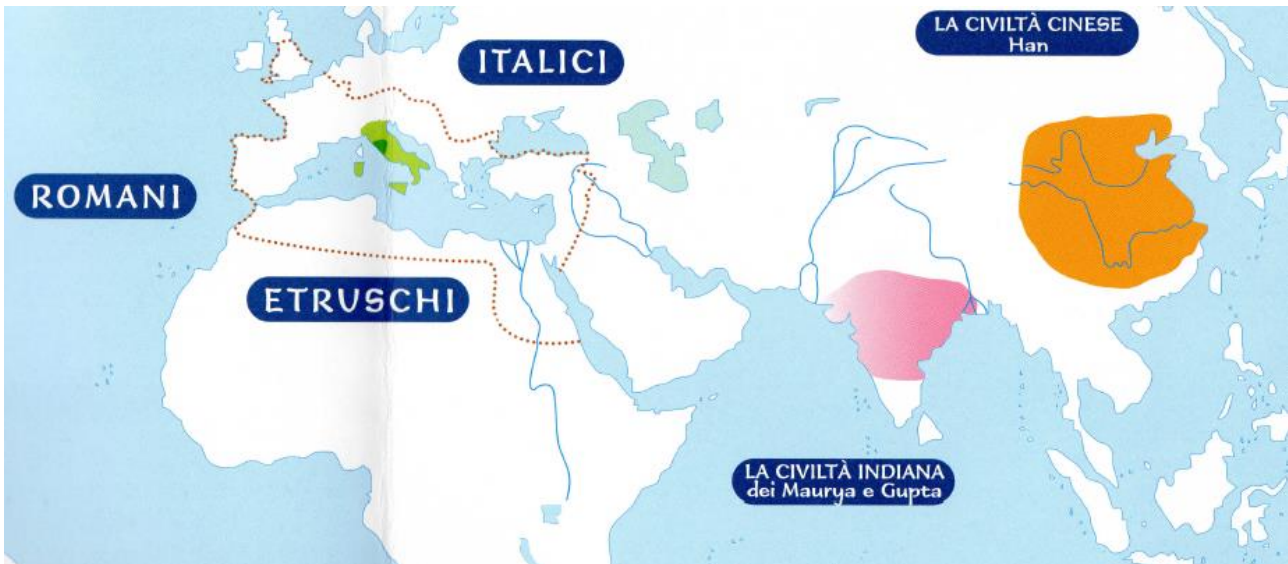 LA CIVILTÀ CINESE
Han
ITALICI
ROMANI
ETRUSCHI
LA CIVILTÀ INDIANA
dei Maurya e Gupta